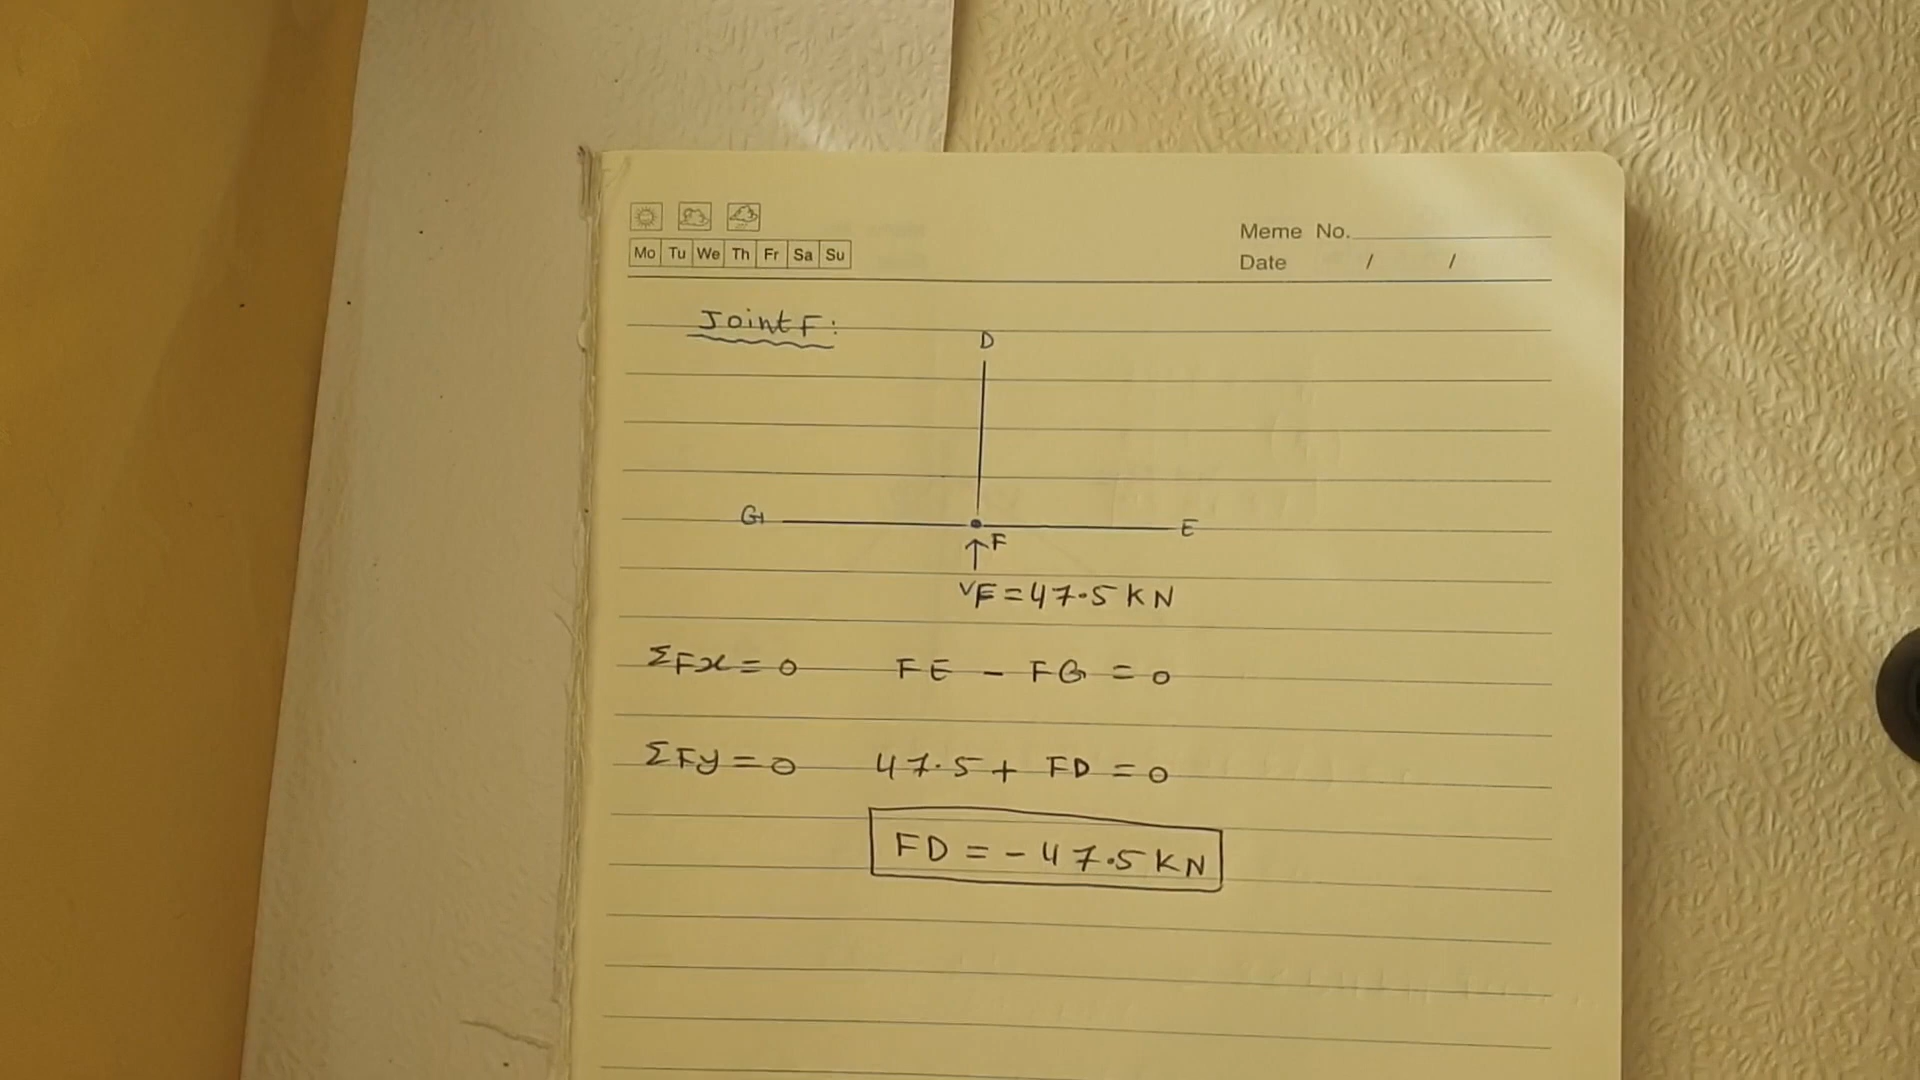 Meme No.
Mo Tu We Th Fr Sa Su
Date / /
Joint F:
D
G E
F
VF = 47.5 KN
ΣFx = 0 FE - FG = 0
ΣFy = 0 47.5 + FD = 0
FD = - 47.5 KN